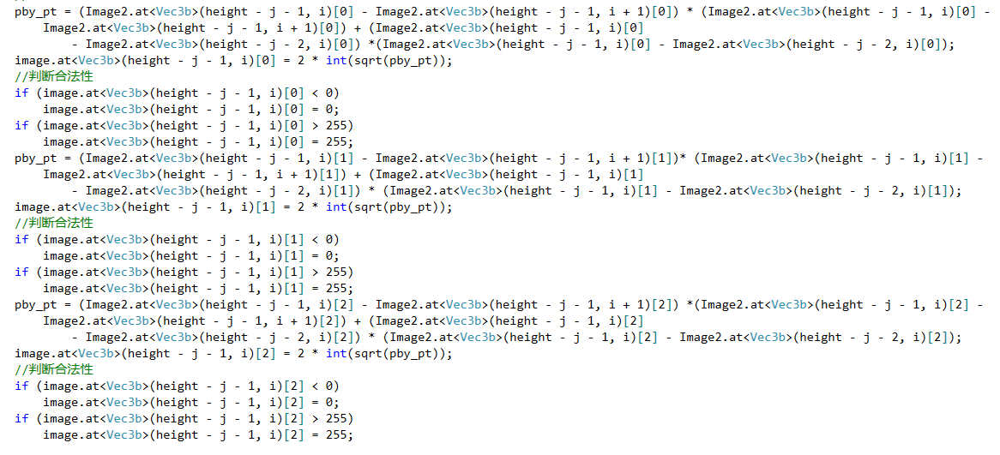 pby_pt = (Image2.at<Vec3b>(height - j - 1, i)[0] - Image2.at<Vec3b>(height - j - 1, i + 1)[0]) * (Image2.at<Vec3b>(height - j - 1, i)[0] -
Image2.at<Vec3b>(height - j - 1, i + 1)[0]) + (Image2.at<Vec3b>(height - j - 1, i)[0]
- Image2.at<Vec3b>(height - j - 2, i)[0]) *(Image2.at<Vec3b>(height - j - 1, i)[0] - Image2.at<Vec3b>(height - j - 2, i)[0]);
image.at<Vec3b>(height - j - 1, i)[0] = 2 * int(sqrt(pby_pt));
//判断合法性
if (image.at<Vec3b>(height - j - 1, i)[0] < 0)
image.at<Vec3b>(height - j - 1, i)[0] = 0;
if (image.at<Vec3b>(height - j - 1, i)[0] > 255)
image.at<Vec3b>(height - j - 1, i)[0] = 255;
pby_pt = (Image2.at<Vec3b>(height - j - 1, i)[1] - Image2.at<Vec3b>(height - j - 1, i + 1)[1])* (Image2.at<Vec3b>(height - j - 1, i)[1] -
Image2.at<Vec3b>(height - j - 1, i + 1)[1]) + (Image2.at<Vec3b>(height - j - 1, i)[1]
- Image2.at<Vec3b>(height - j - 2, i)[1]) * (Image2.at<Vec3b>(height - j - 1, i)[1] - Image2.at<Vec3b>(height - j - 2, i)[1]);
image.at<Vec3b>(height - j - 1, i)[1] = 2 * int(sqrt(pby_pt));
//判断合法性
if (image.at<Vec3b>(height - j - 1, i)[1] < 0)
image.at<Vec3b>(height - j - 1, i)[1] = 0;
if (image.at<Vec3b>(height - j - 1, i)[1] > 255)
image.at<Vec3b>(height - j - 1, i)[1] = 255;
pby_pt = (Image2.at<Vec3b>(height - j - 1, i)[2] - Image2.at<Vec3b>(height - j - 1, i + 1)[2]) *(Image2.at<Vec3b>(height - j - 1, i)[2] -
Image2.at<Vec3b>(height - j - 1, i + 1)[2]) + (Image2.at<Vec3b>(height - j - 1, i)[2]
- Image2.at<Vec3b>(height - j - 2, i)[2]) * (Image2.at<Vec3b>(height - j - 1, i)[2] - Image2.at<Vec3b>(height - j - 2, i)[2]);
image.at<Vec3b>(height - j - 1, i)[2] = 2 * int(sqrt(pby_pt));
//判断合法性
if (image.at<Vec3b>(height - j - 1, i)[2] < 0)
image.at<Vec3b>(height - j - 1, i)[2] = 0;
if (image.at<Vec3b>(height - j - 1, i)[2] > 255)
image.at<Vec3b>(height - j - 1, i)[2] = 255;